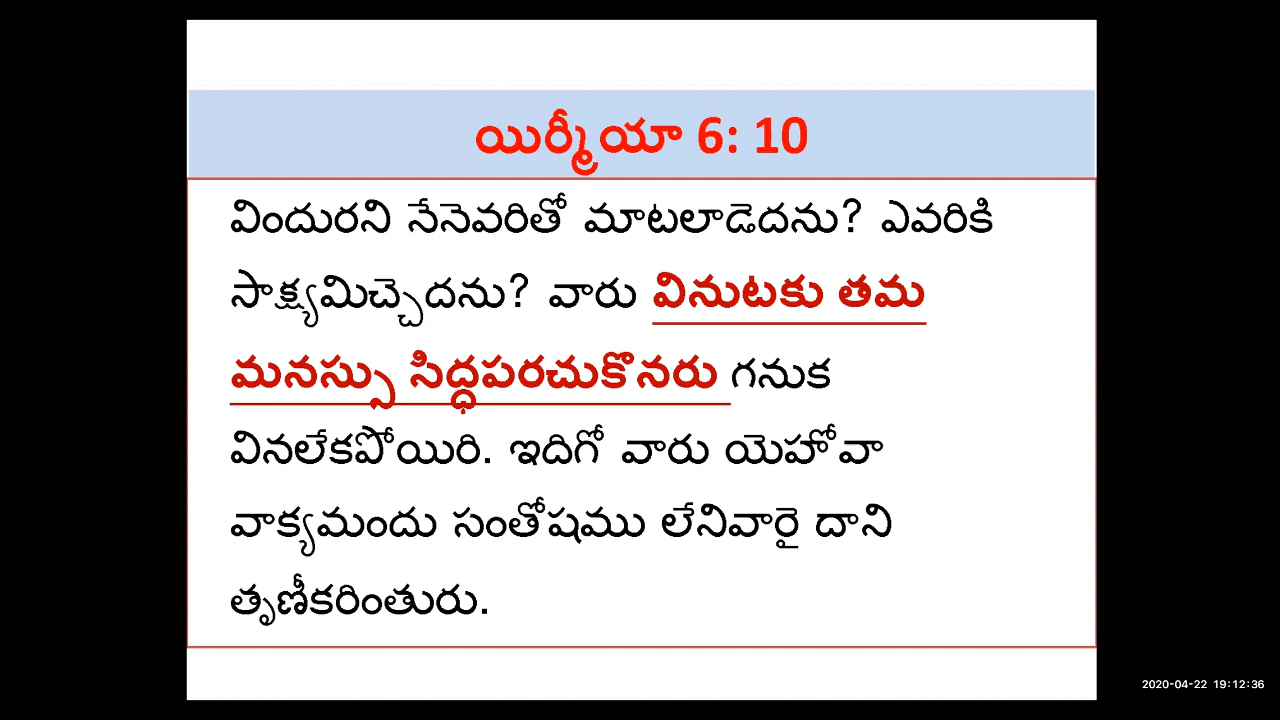 యిర్మీయా 6: 10
విందురని నేనెవరితో మాటలాడెదను? ఎవరికి
సాక్ష్యమిచ్చెదను? వారు వినుటకు తమ
మనస్సు సిద్ధపరచుకొనరు గనుక
వినలేకపోయిరి. ఇదిగో వారు యెహోవా
వాక్యమందు సంతోషము లేనివారై దాని
తృణీకరింతురు.
2020-04-22 19:12:36